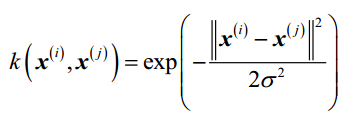 k(x⁽ⁱ⁾, x⁽ʲ⁾) = exp(−‖x⁽ⁱ⁾ − x⁽ʲ⁾‖² / 2σ²)